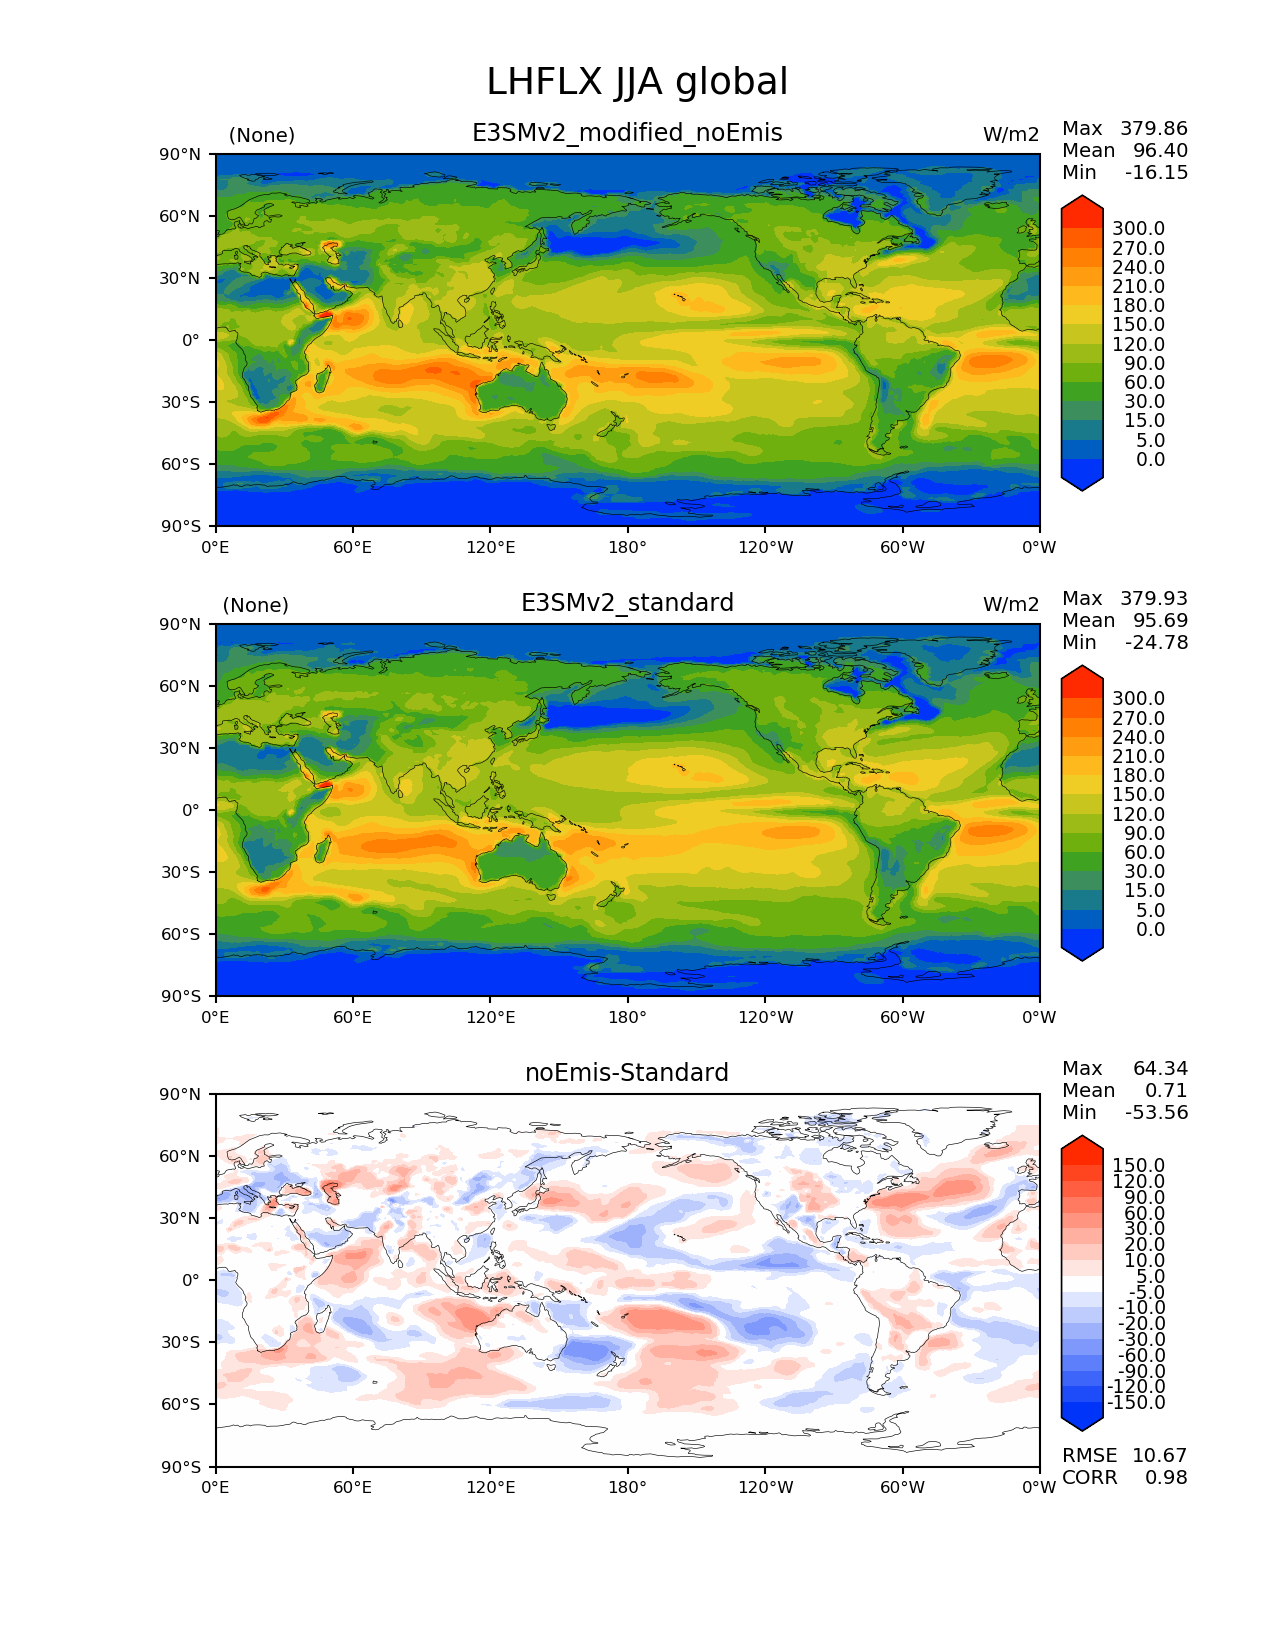 LHFLX JJA global
(None) E3SMv2_modified_noEmis W/m2
Max 379.86
Mean 96.40
Min -16.15
90°N
60°N
30°N
0°
30°S
60°S
90°S
0°E 60°E 120°E 180° 120°W 60°W 0°W
300.0
270.0
240.0
210.0
180.0
150.0
120.0
90.0
60.0
30.0
15.0
5.0
0.0
(None) E3SMv2_standard W/m2
Max 379.93
Mean 95.69
Min -24.78
90°N
60°N
30°N
0°
30°S
60°S
90°S
0°E 60°E 120°E 180° 120°W 60°W 0°W
300.0
270.0
240.0
210.0
180.0
150.0
120.0
90.0
60.0
30.0
15.0
5.0
0.0
noEmis-Standard
Max 64.34
Mean 0.71
Min -53.56
90°N
60°N
30°N
0°
30°S
60°S
90°S
0°E 60°E 120°E 180° 120°W 60°W 0°W
150.0
120.0
90.0
60.0
30.0
20.0
10.0
5.0
-5.0
-10.0
-20.0
-30.0
-60.0
-90.0
-120.0
-150.0
RMSE 10.67
CORR 0.98